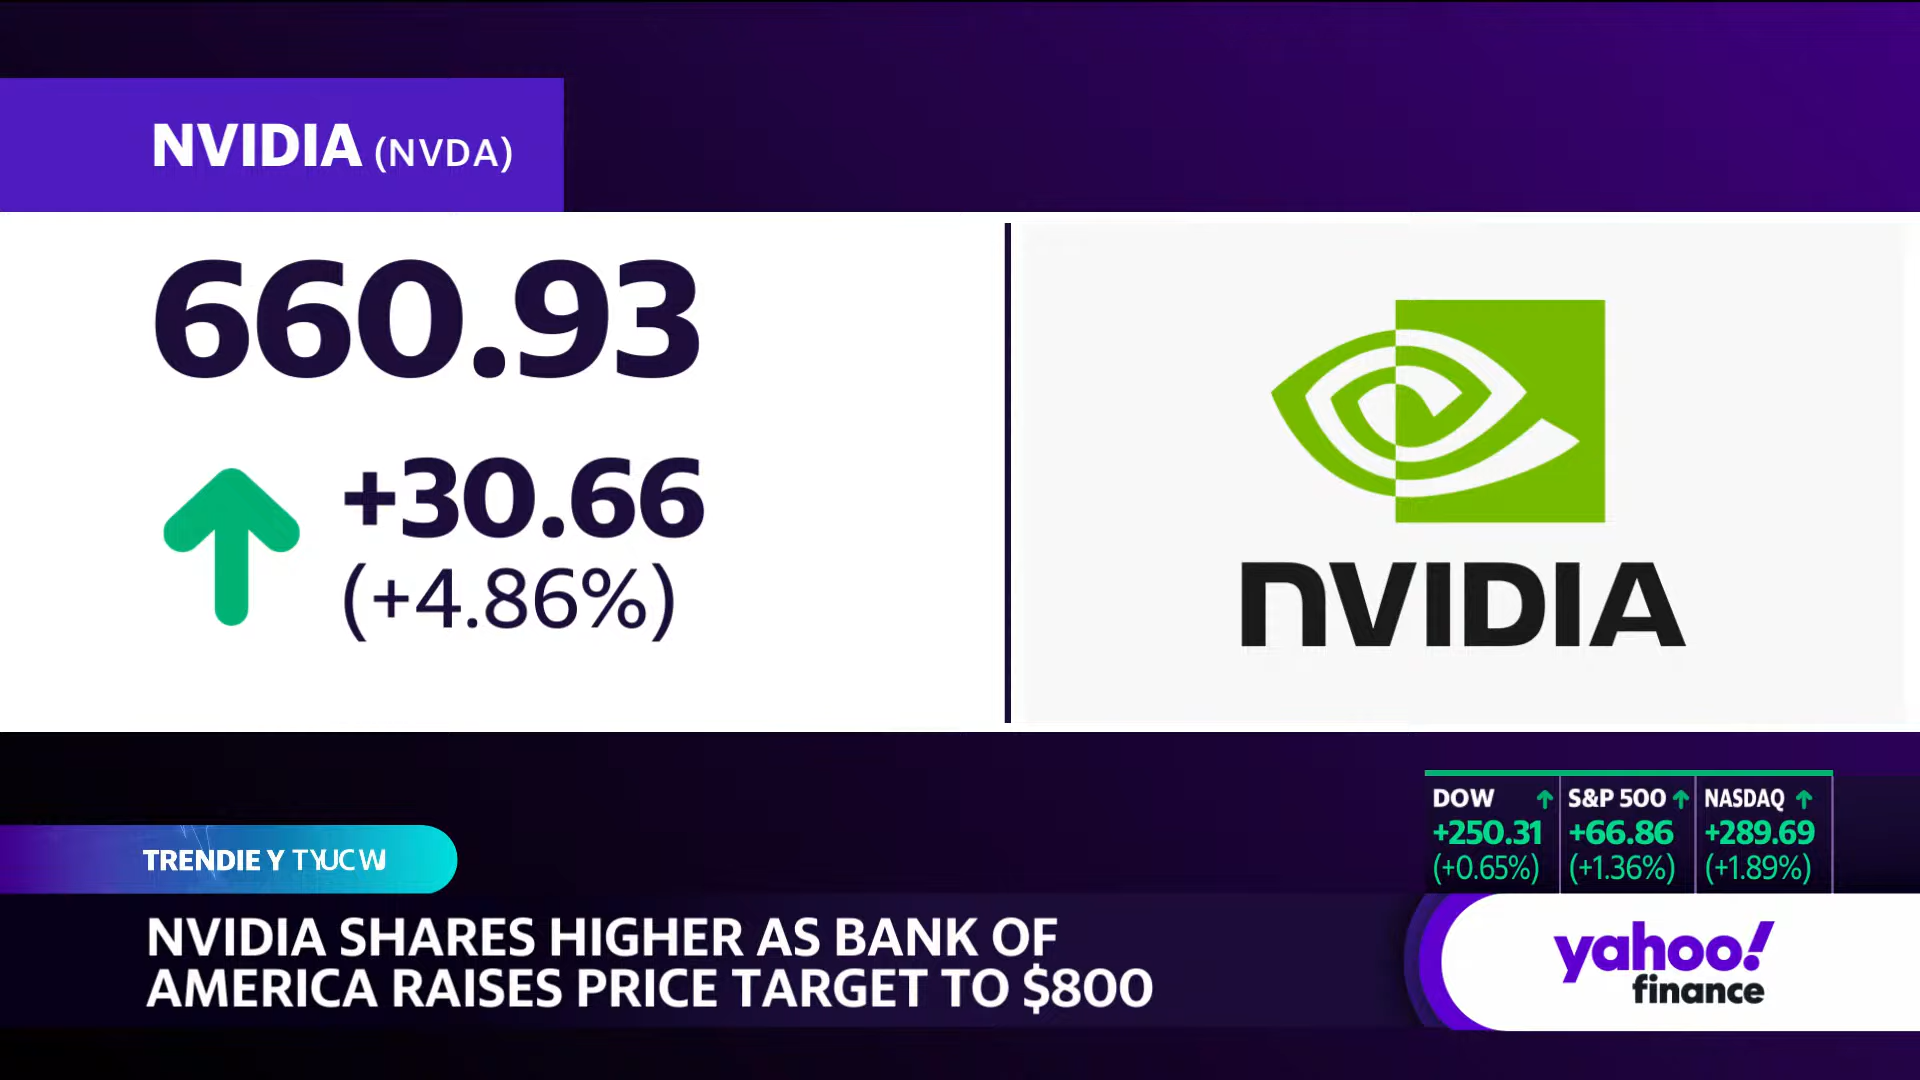 NVIDIA (NVDA)
660.93
+30.66
(+4.86%)
NVIDIA
DOW
+250.31
(+0.65%)
S&P 500
+66.86
(+1.36%)
NASDAQ
+289.69
(+1.89%)
NVIDIA SHARES HIGHER AS BANK OF
AMERICA RAISES PRICE TARGET TO $800
yahoo!
finance